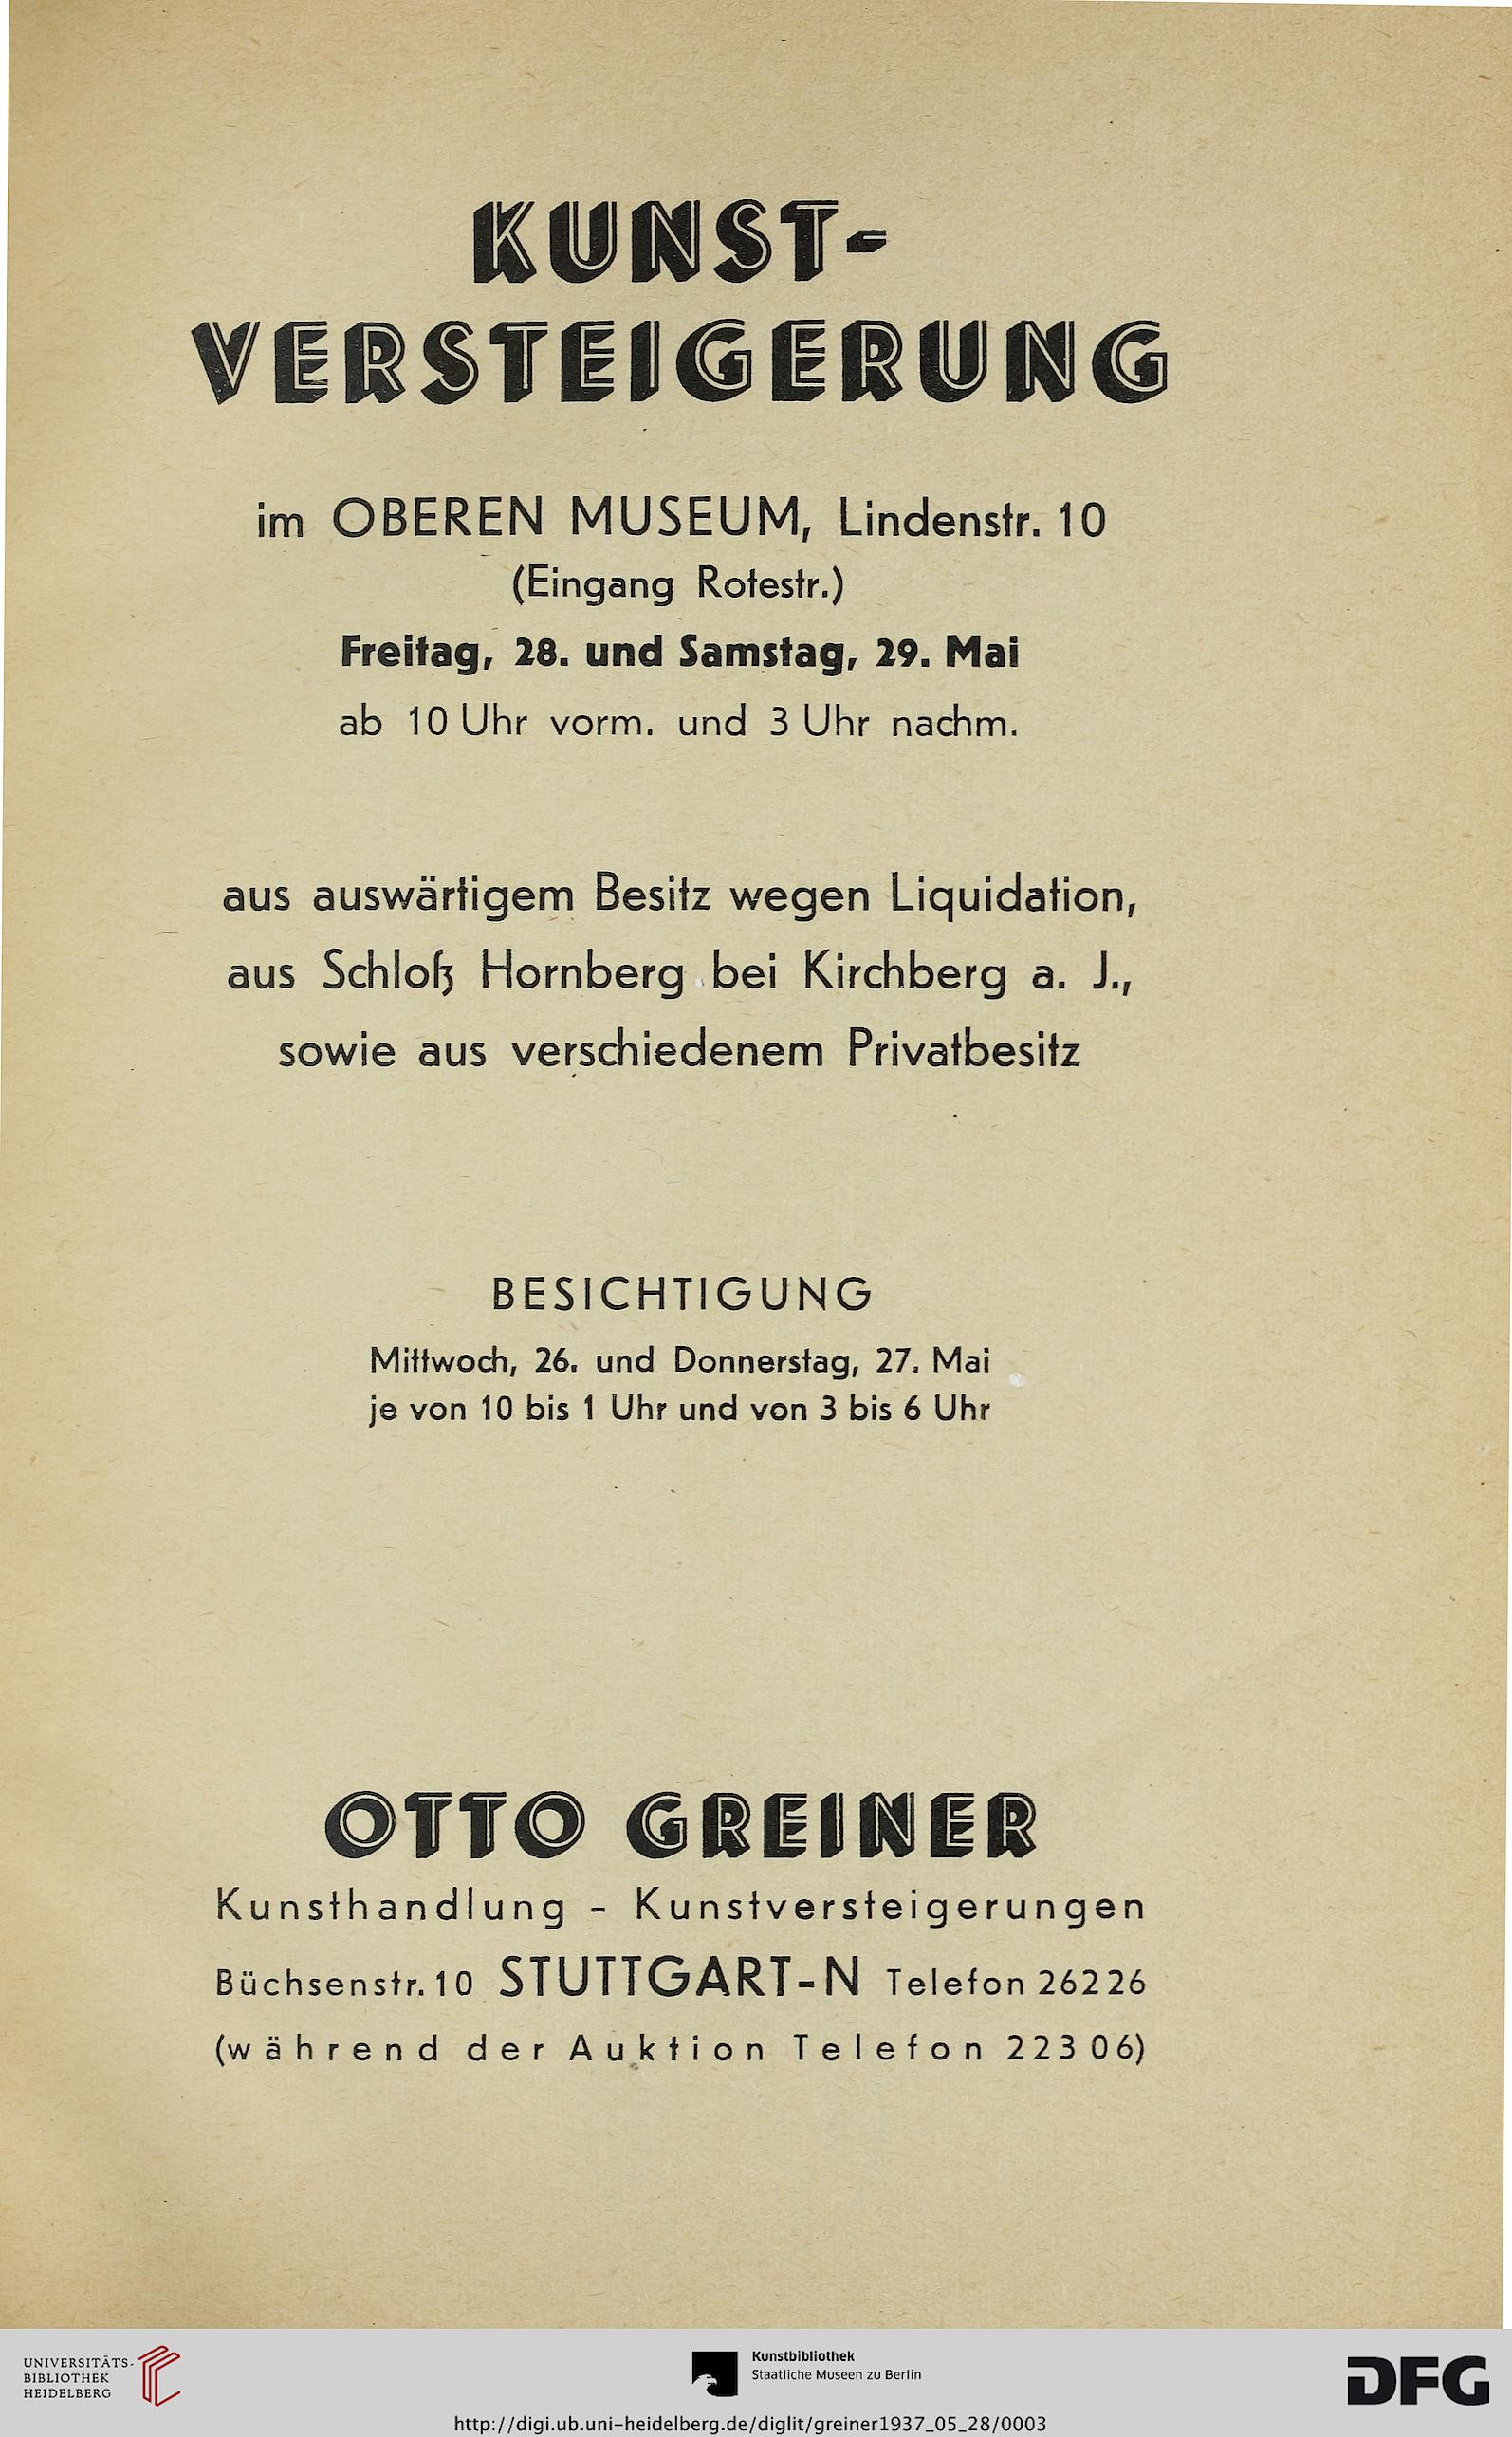 KUNST-
VERSTEIGERUNG
im OBEREN MUSEUM, Lindenstr. 10
(Eingang Rotestr.)
Freitag, 28. und Samstag, 29. Mai
ab 10 Uhr vorm. und 3 Uhr nachm.
aus auswärtigem Besitz wegen Liquidation,
aus Schloß Hornberg bei Kirchberg a. J.,
sowie aus verschiedenem Privatbesitz
BESICHTIGUNG
Mittwoch, 26. und Donnerstag, 27. Mai
je von 10 bis 1 Uhr und von 3 bis 6 Uhr
OTTO GREINER
Kunsthandlung - Kunstversteigerungen
Büchsenstr. 10 STUTTGART-N Telefon 262 26
(während der Auktion Telefon 223 06)
UNIVERSITÄTS-
BIBLIOTHEK
HEIDELBERG
Kunstbibliothek
Staatliche Museen zu Berlin
DFG
http://digi.ub.uni-heidelberg.de/diglit/greiner1937_05_28/0003